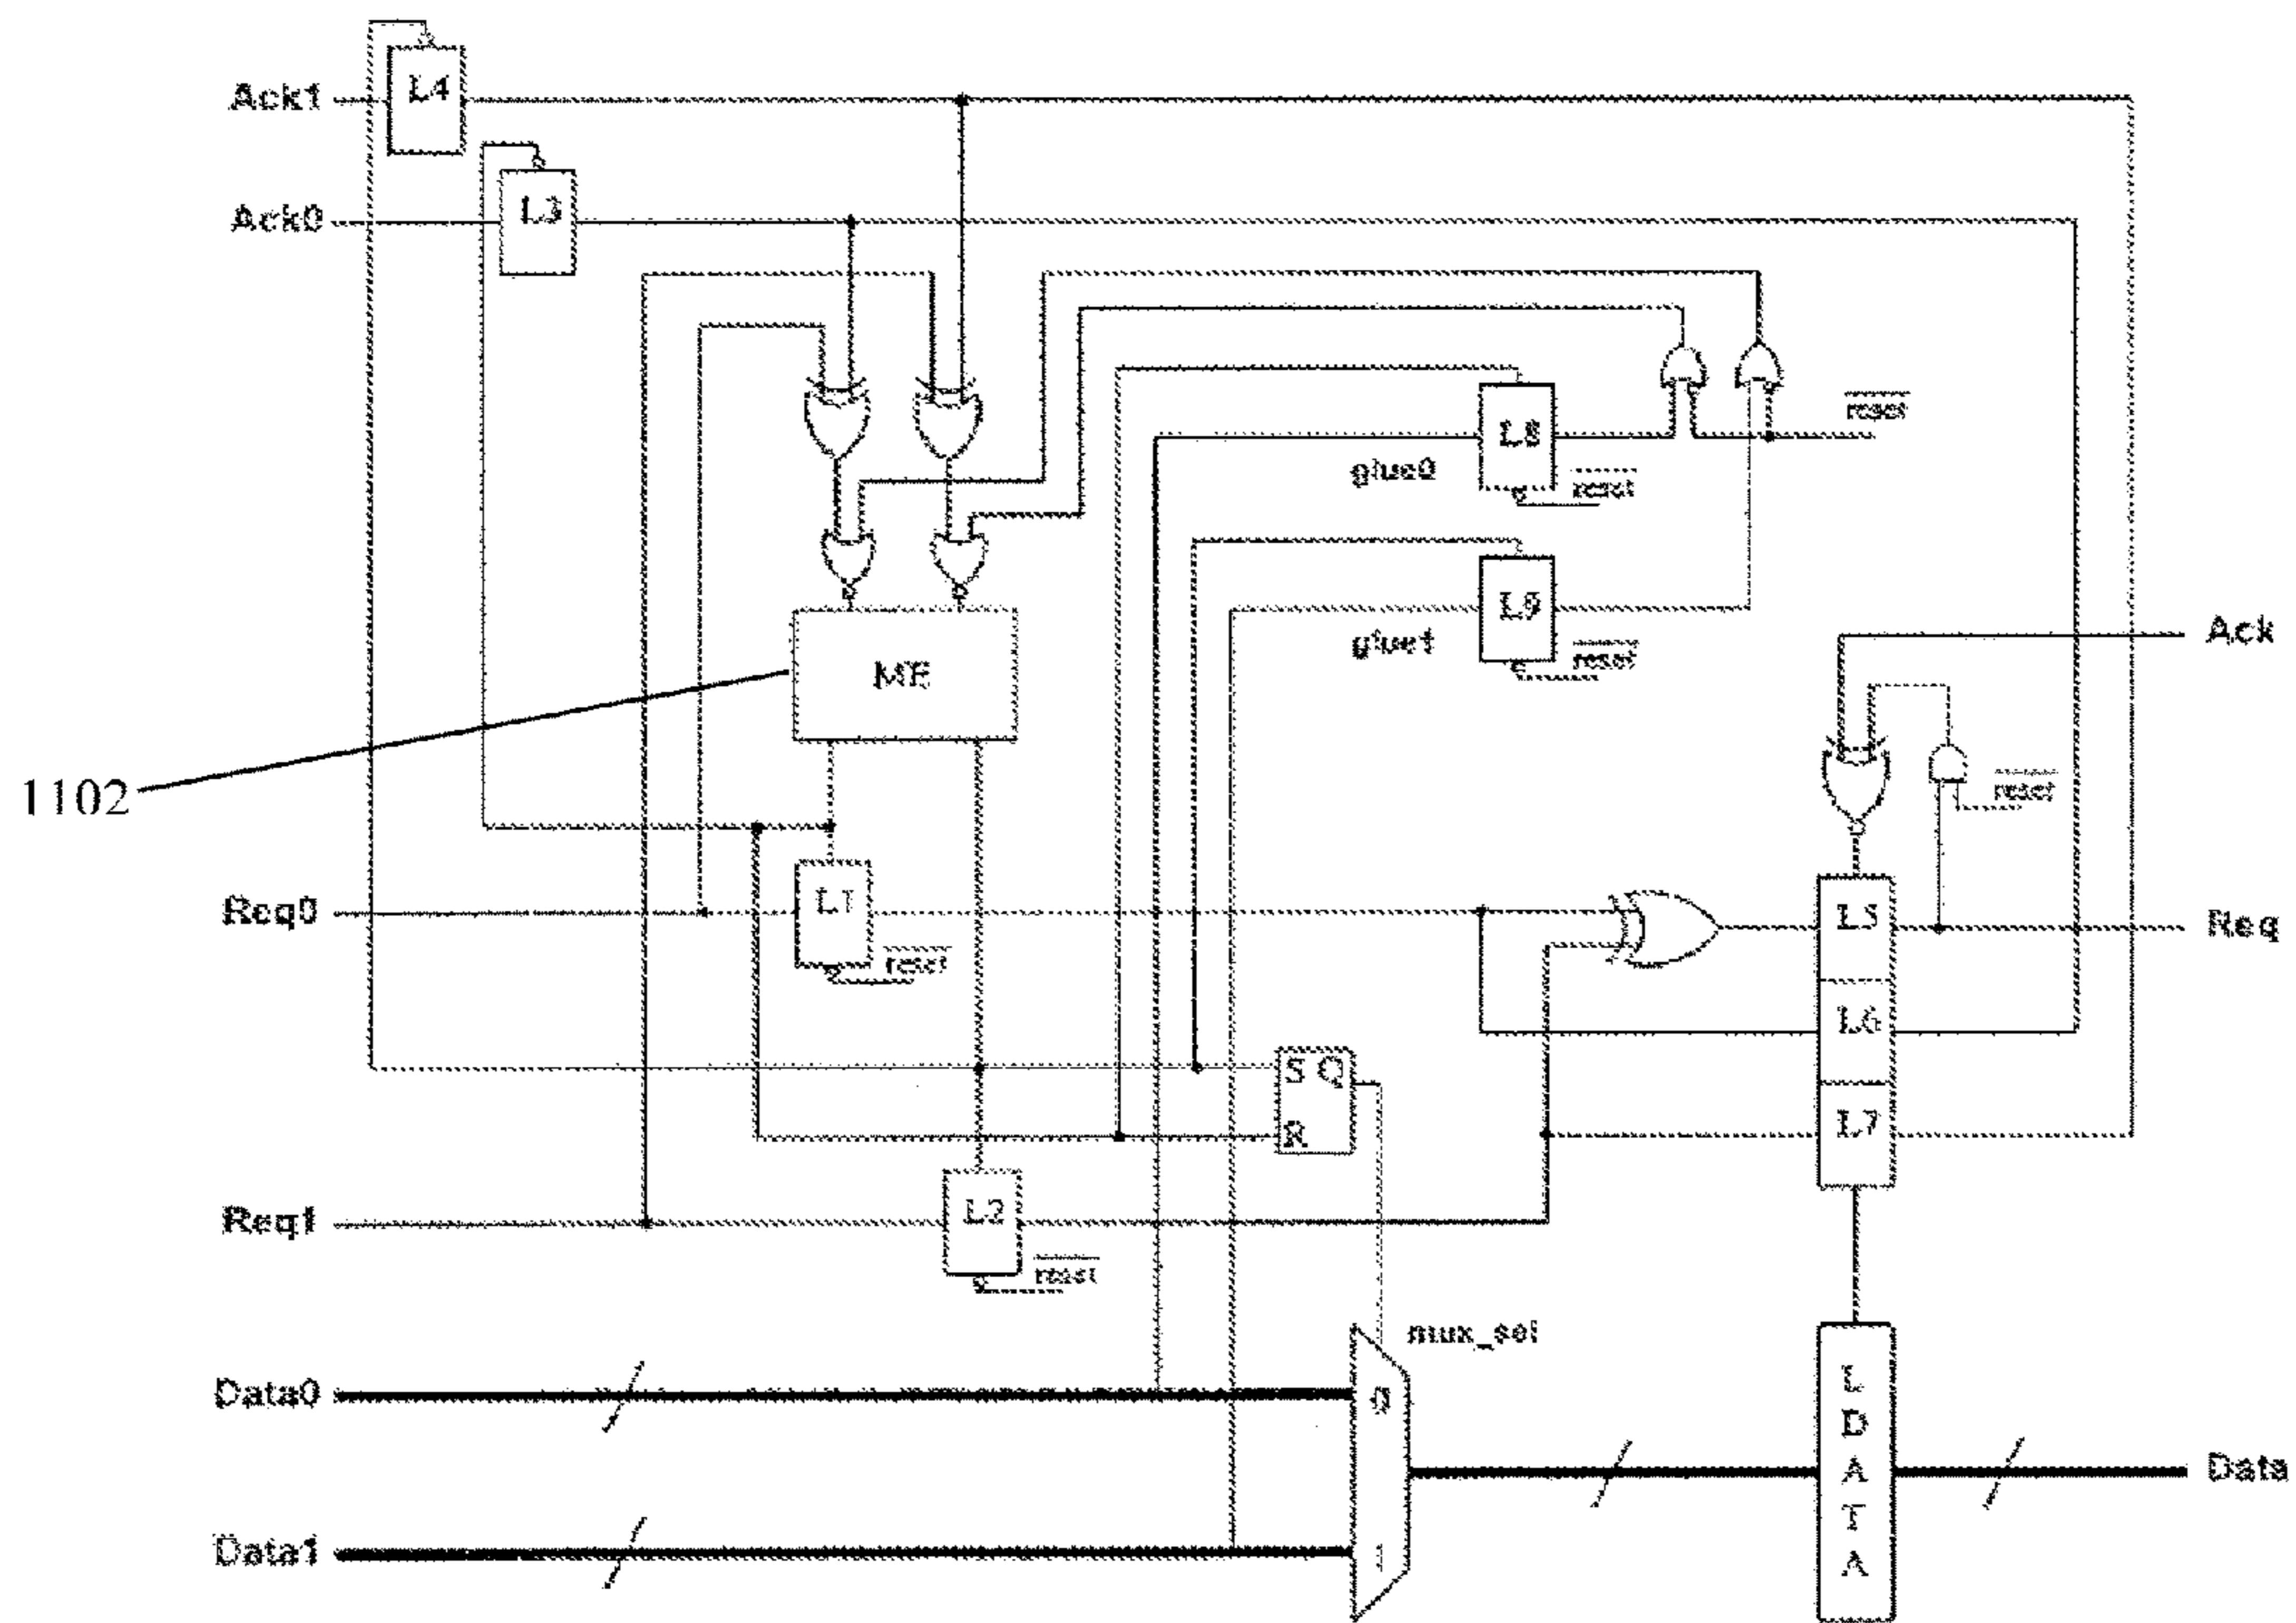 Ack1
L4
Ack0
L3
reset
L8
glue0
reset
L9
glue1
reset
Ack
ME
1102
reset
Req0
L1
reset
L5
Req
L6
S Q
R
L7
Req1
L2
reset
mux_sel
Data0
0
L
D
A
T
A
Data
Data1
1